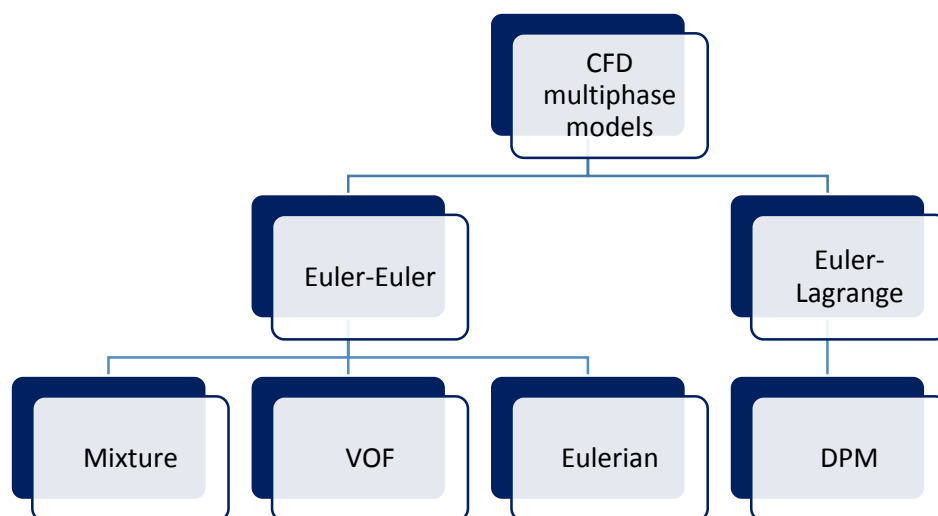 CFD
multiphase
models
Euler-Euler
Euler-
Lagrange
Mixture
VOF
Eulerian
DPM